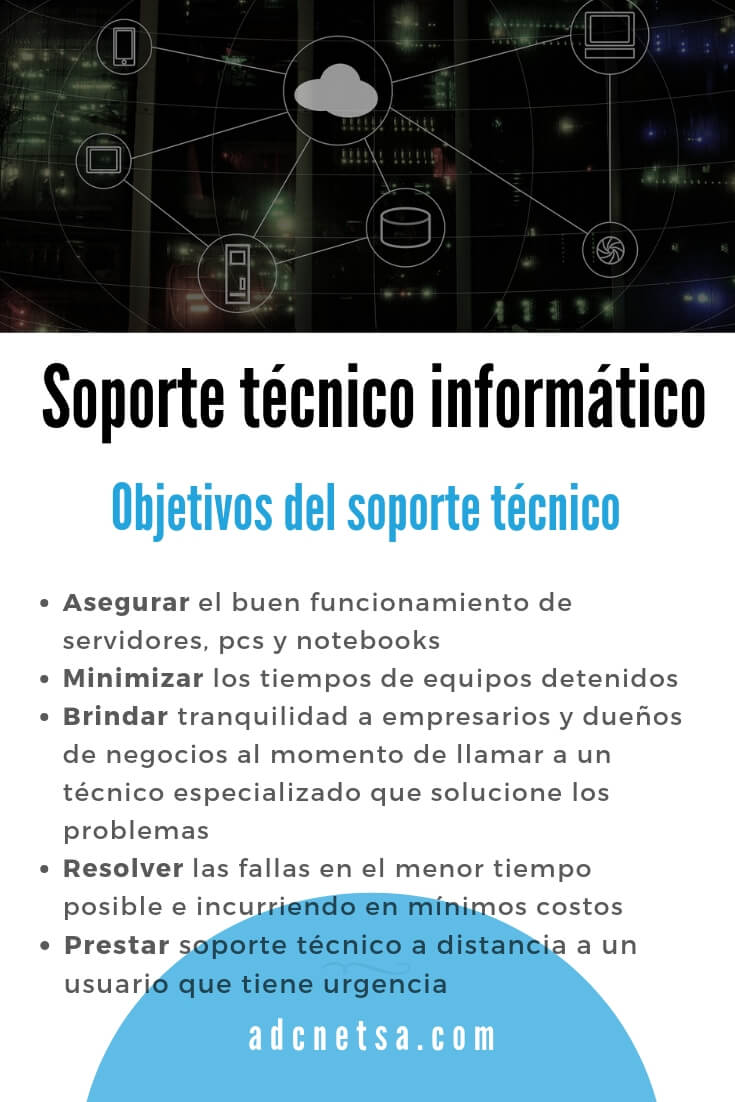 Soporte técnico informático
Objetivos del soporte técnico
• Asegurar el buen funcionamiento de
servidores, pcs y notebooks
• Minimizar los tiempos de equipos detenidos
• Brindar tranquilidad a empresarios y dueños
de negocios al momento de llamar a un
técnico especializado que solucione los
problemas
• Resolver las fallas en el menor tiempo
posible e incurriendo en mínimos costos
• Prestar soporte técnico a distancia a un
usuario que tiene urgencia
adcnetsa.com